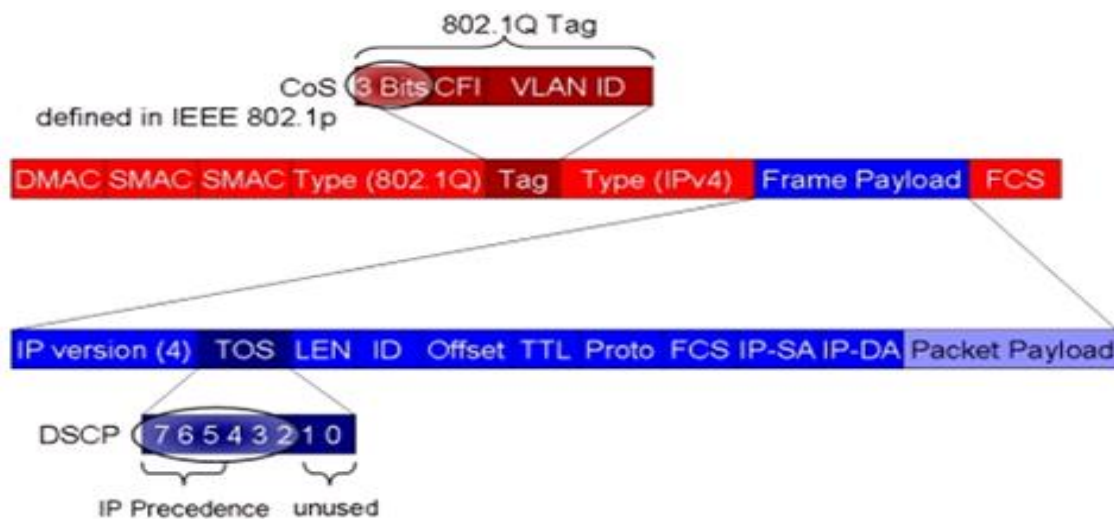 802.1Q Tag
CoS 3 Bits CFI VLAN ID
defined in IEEE 802.1p
DMAC SMAC SMAC Type (802.1Q) Tag Type (IPv4) Frame Payload FCS
IP version (4) TOS LEN ID Offset TTL Proto FCS IP-SA IP-DA Packet Payload
DSCP 7 6 5 4 3 2 1 0
IP Precedence unused